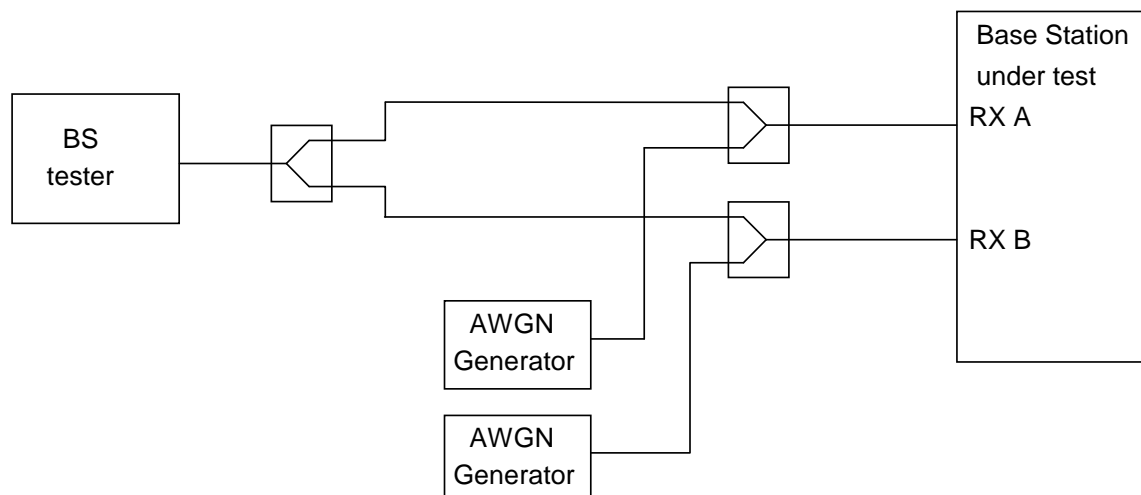 Base Station
under test
BS
tester
RX A
RX B
AWGN
Generator
AWGN
Generator